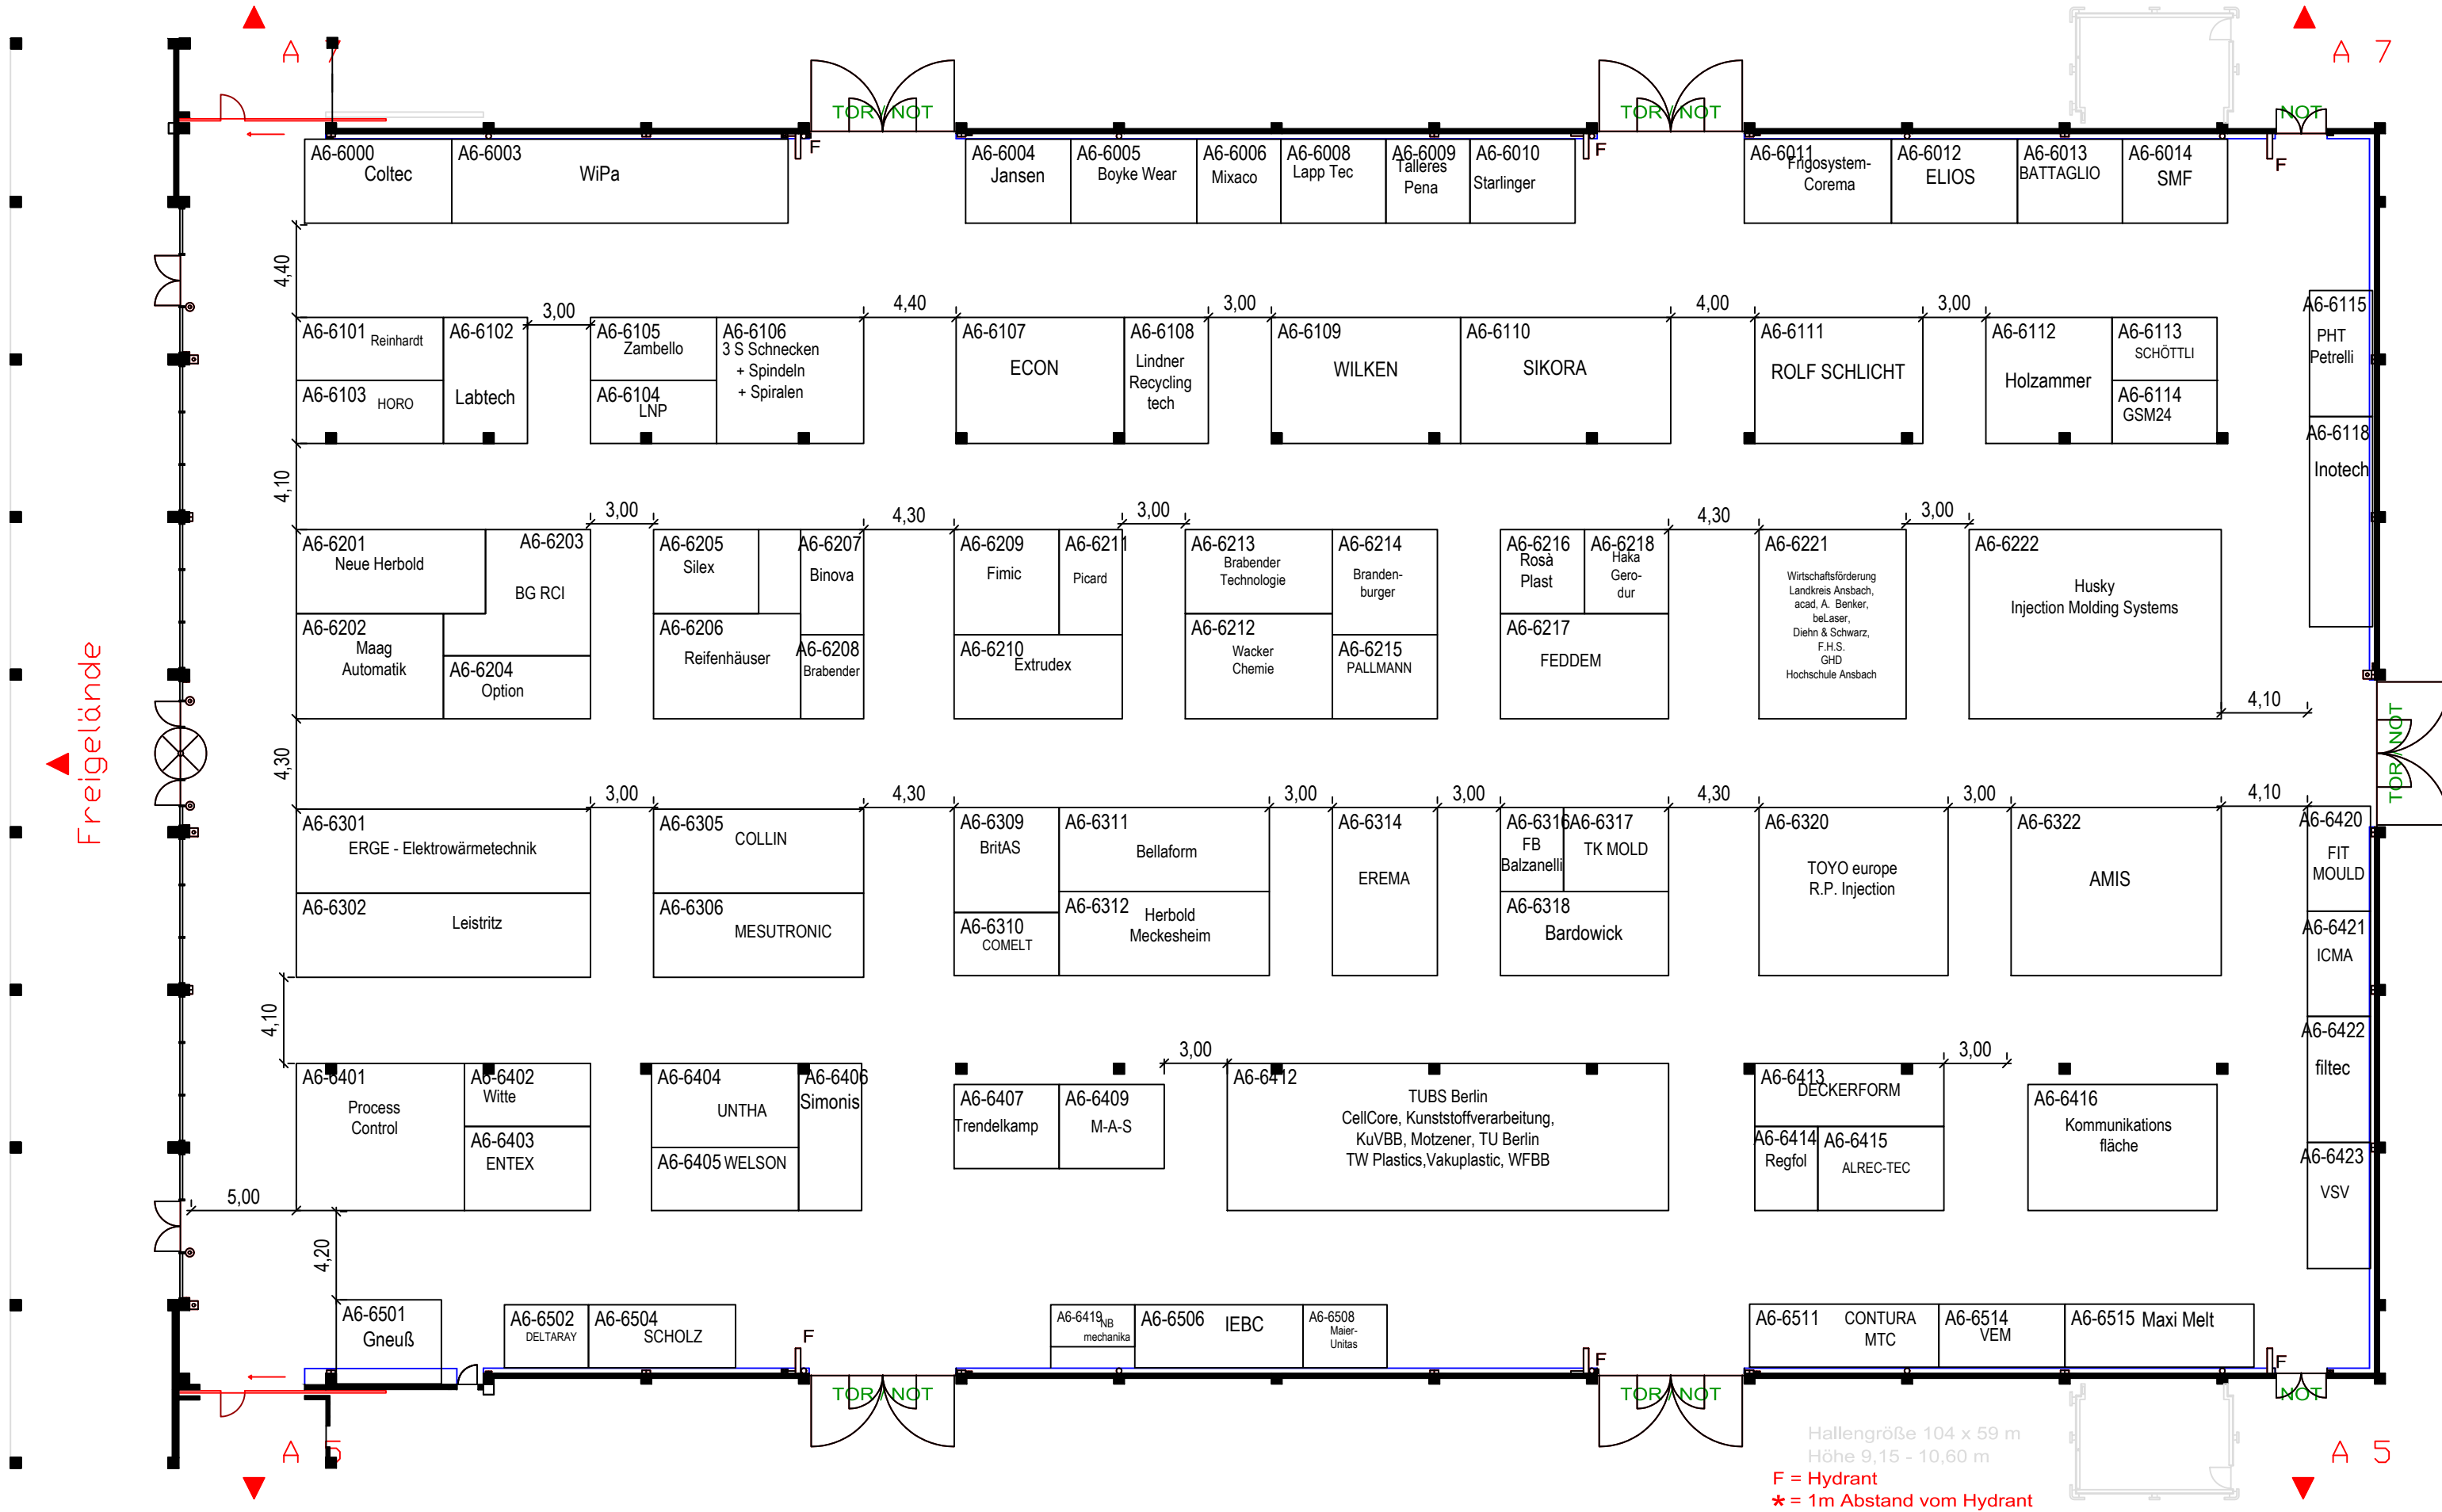 A 7
A 7
TOR / NOT
TOR / NOT
NOT
F
F
F
A6-6000
Coltec
A6-6003
WiPa
A6-6004
Jansen
A6-6005
Boyke Wear
A6-6006
Mixaco
A6-6008
Lapp Tec
A6-6009
Talleres
Pena
A6-6010
Starlinger
A6-6011
Frigosystem-
Corema
A6-6012
ELIOS
A6-6013
BATTAGLIO
A6-6014
SMF
4,40
3,00
4,40
3,00
4,00
3,00
A6-6101
Reinhardt
A6-6102
Labtech
A6-6103
HORO
A6-6105
Zambello
A6-6104
LNP
A6-6106
3 S Schnecken
+ Spindeln
+ Spiralen
A6-6107
ECON
A6-6108
Lindner
Recycling
tech
A6-6109
WILKEN
A6-6110
SIKORA
A6-6111
ROLF SCHLICHT
A6-6112
Holzammer
A6-6113
SCHÖTTLI
A6-6114
GSM24
A6-6115
PHT
Petrelli
A6-6118
Inotech
4,10
3,00
4,30
3,00
4,30
3,00
A6-6201
Neue Herbold
A6-6203
BG RCI
A6-6202
Maag
Automatik
A6-6204
Option
A6-6205
Silex
A6-6207
Binova
A6-6206
Reifenhäuser
A6-6208
Brabender
A6-6209
Fimic
A6-6211
Picard
A6-6210
Extrudex
A6-6213
Brabender
Technologie
A6-6214
Branden-
burger
A6-6212
Wacker
Chemie
A6-6215
PALLMANN
A6-6216
Rosà
Plast
A6-6218
Haka
Gero-
dur
A6-6217
FEDDEM
A6-6221
Wirtschaftsförderung
Landkreis Ansbach,
acad, A. Benker,
beLaser,
Diehn & Schwarz,
F.H.S.
GHD
Hochschule Ansbach
A6-6222
Husky
Injection Molding Systems
4,10
TOR / NOT
Freigelände
4,30
3,00
4,30
3,00
3,00
4,30
3,00
4,10
A6-6301
ERGE - Elektrowärmetechnik
A6-6302
Leistritz
A6-6305
COLLIN
A6-6306
MESUTRONIC
A6-6309
BritAS
A6-6310
COMELT
A6-6311
Bellaform
A6-6312
Herbold
Meckesheim
A6-6314
EREMA
A6-6316
FB
Balzanelli
A6-6317
TK MOLD
A6-6318
Bardowick
A6-6320
TOYO europe
R.P. Injection
A6-6322
AMIS
A6-6420
FIT
MOULD
A6-6421
ICMA
A6-6422
filtec
A6-6423
VSV
4,10
3,00
3,00
A6-6401
Process
Control
A6-6402
Witte
A6-6403
ENTEX
A6-6404
UNTHA
A6-6405 WELSON
A6-6406
Simonis
A6-6407
Trendelkamp
A6-6409
M-A-S
A6-6412
TUBS Berlin
CellCore, Kunststoffverarbeitung,
KuVBB, Motzener, TU Berlin
TW Plastics,Vakuplastic, WFBB
A6-6413
DECKERFORM
A6-6414
Regfol
A6-6415
ALREC-TEC
A6-6416
Kommunikations
fläche
5,00
4,20
A6-6501
Gneuß
A6-6502
DELTARAY
A6-6504
SCHOLZ
A6-6419
NB
mechanika
A6-6506
IEBC
A6-6508
Maier-
Unitas
A6-6511
CONTURA
MTC
A6-6514
VEM
A6-6515 Maxi Melt
F
F
F
TOR / NOT
TOR / NOT
NOT
A 5
A 5
Hallengröße 104 x 59 m
Höhe 9,15 - 10,60 m
F = Hydrant
* = 1m Abstand vom Hydrant